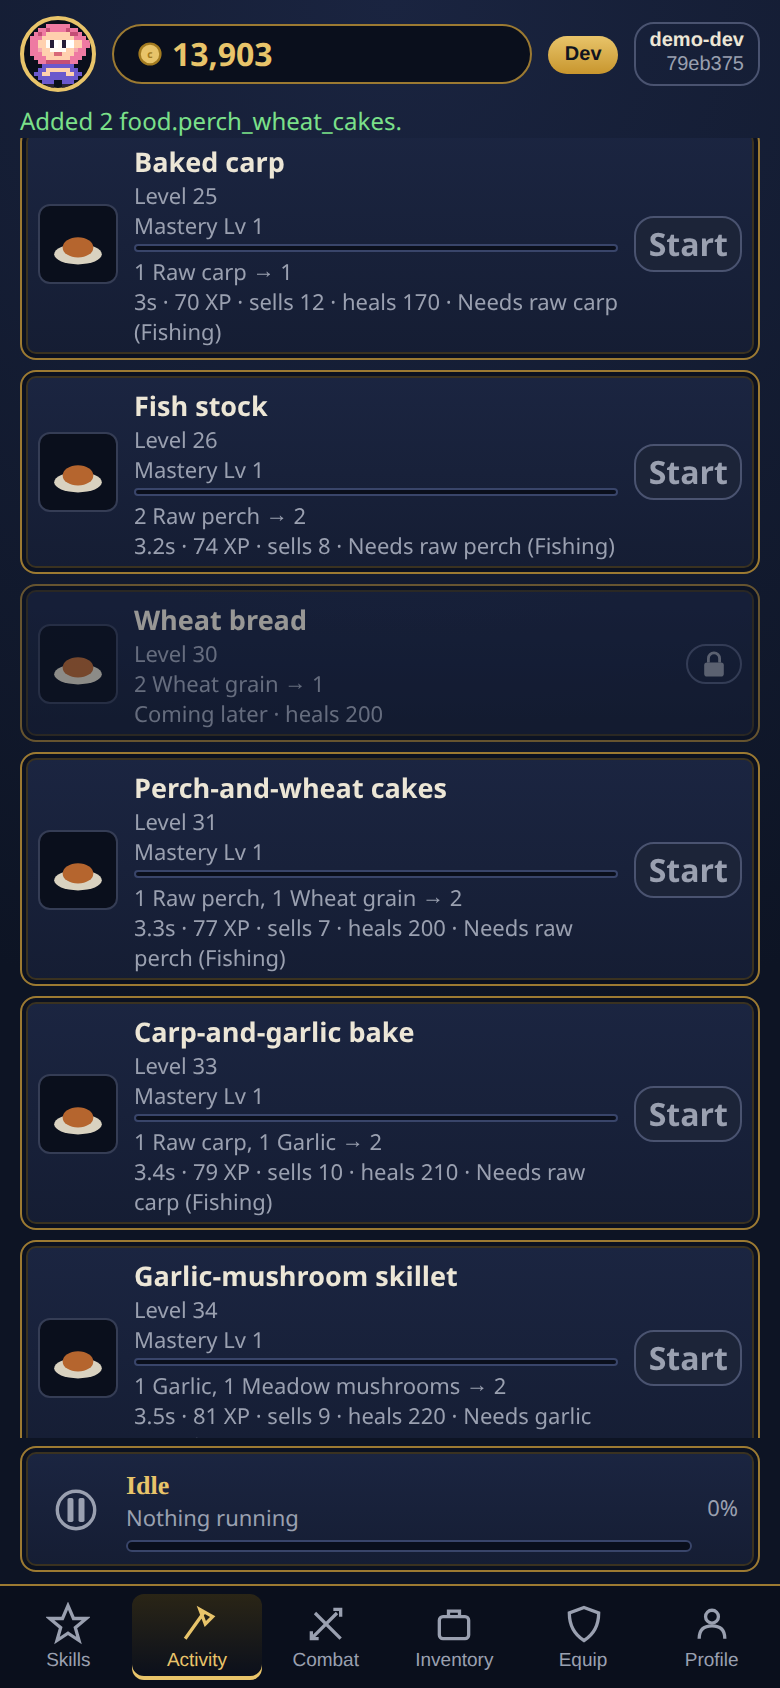 13,903
Dev
demo-dev
79eb375
Added 2 food.perch_wheat_cakes.
Baked carp
Level 25
Mastery Lv 1
1 Raw carp → 1
3s · 70 XP · sells 12 · heals 170 · Needs raw carp
(Fishing)
Start
Fish stock
Level 26
Mastery Lv 1
2 Raw perch → 2
3.2s · 74 XP · sells 8 · Needs raw perch (Fishing)
Start
Wheat bread
Level 30
2 Wheat grain → 1
Coming later · heals 200
Perch-and-wheat cakes
Level 31
Mastery Lv 1
1 Raw perch, 1 Wheat grain → 2
3.3s · 77 XP · sells 7 · heals 200 · Needs raw
perch (Fishing)
Start
Carp-and-garlic bake
Level 33
Mastery Lv 1
1 Raw carp, 1 Garlic → 2
3.4s · 79 XP · sells 10 · heals 210 · Needs raw
carp (Fishing)
Start
Garlic-mushroom skillet
Level 34
Mastery Lv 1
1 Garlic, 1 Meadow mushrooms → 2
3.5s · 81 XP · sells 9 · heals 220 · Needs garlic
Start
Idle
Nothing running
0%
Skills
Activity
Combat
Inventory
Equip
Profile